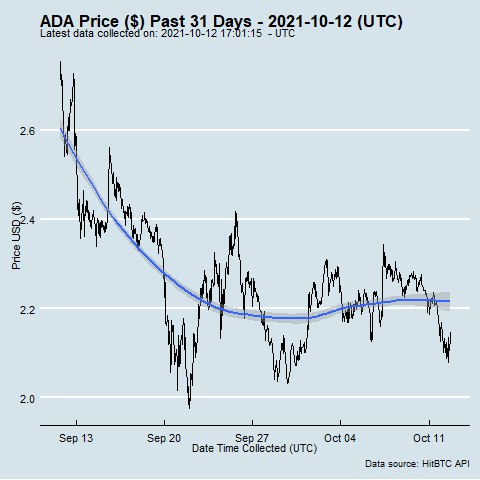 ADA Price ($) Past 31 Days - 2021-10-12 (UTC)
Latest data collected on: 2021-10-12 17:01:15 - UTC
Price USD ($)
2.6
2.4
2.2
2.0
Sep 13
Sep 20
Sep 27
Oct 04
Oct 11
Date Time Collected (UTC)
Data source: HitBTC API